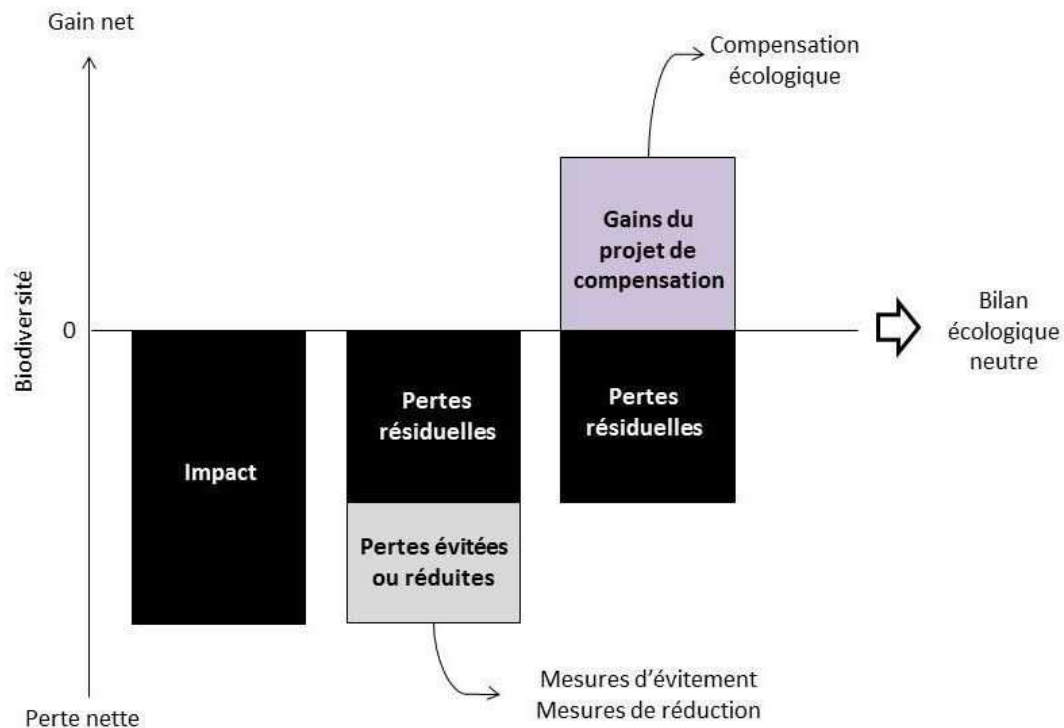 Gain net
Compensation
écologique
Gains du
projet de
compensation
Biodiversité
0
Bilan
écologique
neutre
Impact
Pertes
résiduelles
Pertes
résiduelles
Pertes évitées
ou réduites
Mesures d'évitement
Mesures de réduction
Perte nette